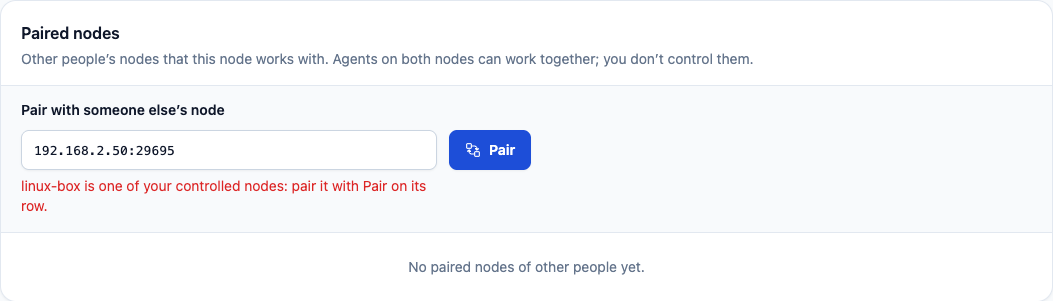 Paired nodes
Other people’s nodes that this node works with. Agents on both nodes can work together; you don’t control them.
Pair with someone else’s node
192.168.2.50:29695
Pair
linux-box is one of your controlled nodes: pair it with Pair on its
row.
No paired nodes of other people yet.